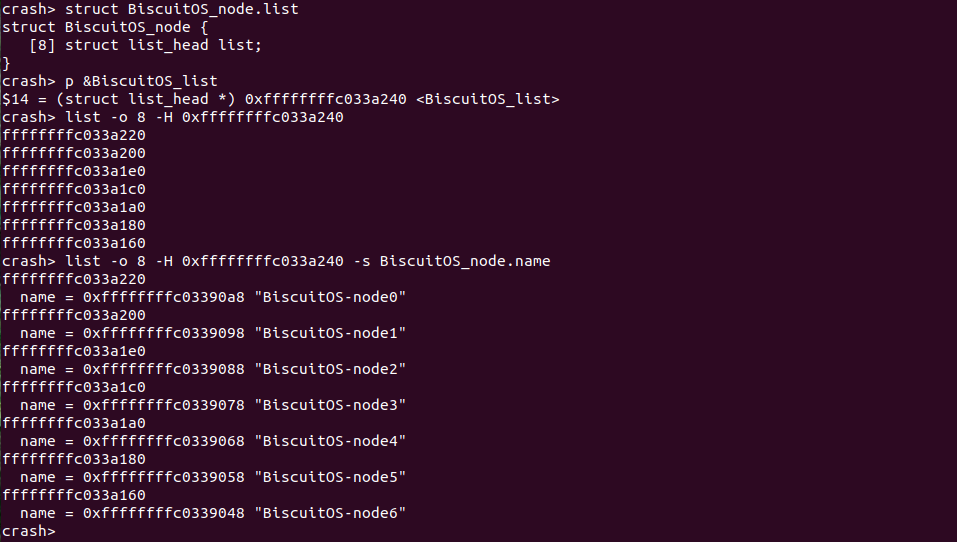 crash> struct BiscuitOS_node.list
struct BiscuitOS_node {
   [8] struct list_head list;
}
crash> p &BiscuitOS_list
$14 = (struct list_head *) 0xffffffffc033a240 <BiscuitOS_list>
crash> list -o 8 -H 0xffffffffc033a240
ffffffffc033a220
ffffffffc033a200
ffffffffc033a1e0
ffffffffc033a1c0
ffffffffc033a1a0
ffffffffc033a180
ffffffffc033a160
crash> list -o 8 -H 0xffffffffc033a240 -s BiscuitOS_node.name
ffffffffc033a220
  name = 0xffffffffc03390a8 "BiscuitOS-node0"
ffffffffc033a200
  name = 0xffffffffc0339098 "BiscuitOS-node1"
ffffffffc033a1e0
  name = 0xffffffffc0339088 "BiscuitOS-node2"
ffffffffc033a1c0
  name = 0xffffffffc0339078 "BiscuitOS-node3"
ffffffffc033a1a0
  name = 0xffffffffc0339068 "BiscuitOS-node4"
ffffffffc033a180
  name = 0xffffffffc0339058 "BiscuitOS-node5"
ffffffffc033a160
  name = 0xffffffffc0339048 "BiscuitOS-node6"
crash>